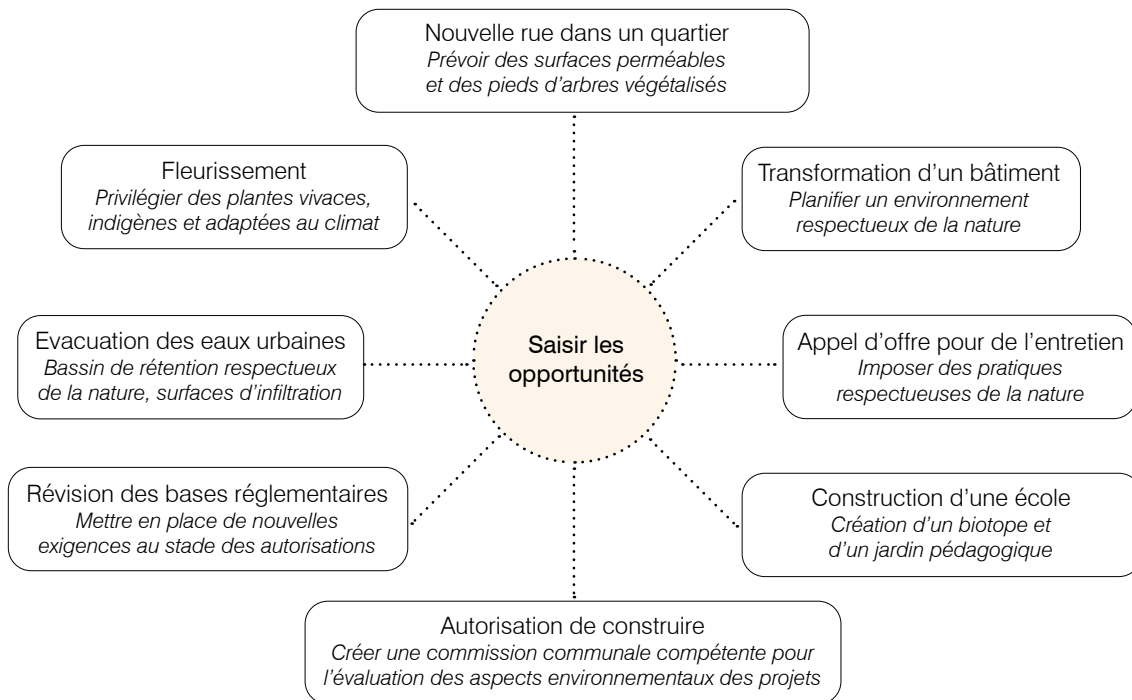 Nouvelle rue dans un quartier
Prévoir des surfaces perméables
et des pieds d’arbres végétalisés
Fleurissement
Privilégier des plantes vivaces,
indigènes et adaptées au climat
Transformation d’un bâtiment
Planifier un environnement
respectueux de la nature
Evacuation des eaux urbaines
Bassin de rétention respectueux
de la nature, surfaces d’infiltration
Saisir les
opportunités
Appel d’offre pour de l’entretien
Imposer des pratiques
respectueuses de la nature
Révision des bases réglementaires
Mettre en place de nouvelles
exigences au stade des autorisations
Construction d’une école
Création d’un biotope et
d’un jardin pédagogique
Autorisation de construire
Créer une commission communale compétente pour
l’évaluation des aspects environnementaux des projets